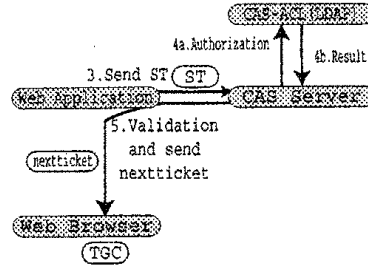 CAS-ACL(LDAP)
4a.Authorization
4b.Result
3.Send ST
ST
Web Application
CAS Server
5.Validation
and send
nextticket
nextticket
Web Browser
TGC